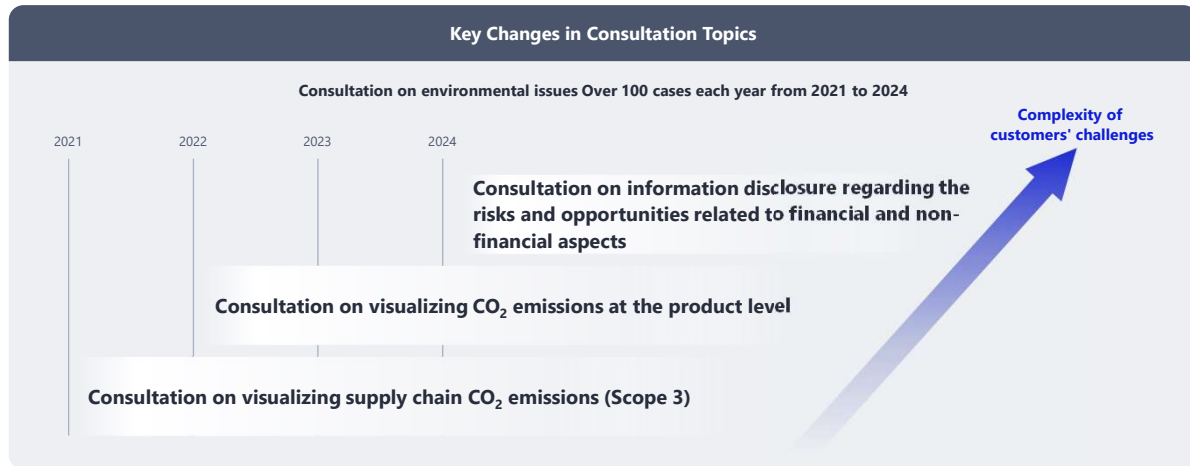 Key Changes in Consultation Topics
Consultation on environmental issues Over 100 cases each year from 2021 to 2024
Complexity of
customers' challenges
2021
2022
2023
2024
Consultation on information disclosure regarding the
risks and opportunities related to financial and non-
financial aspects
Consultation on visualizing CO₂ emissions at the product level
Consultation on visualizing supply chain CO₂ emissions (Scope 3)